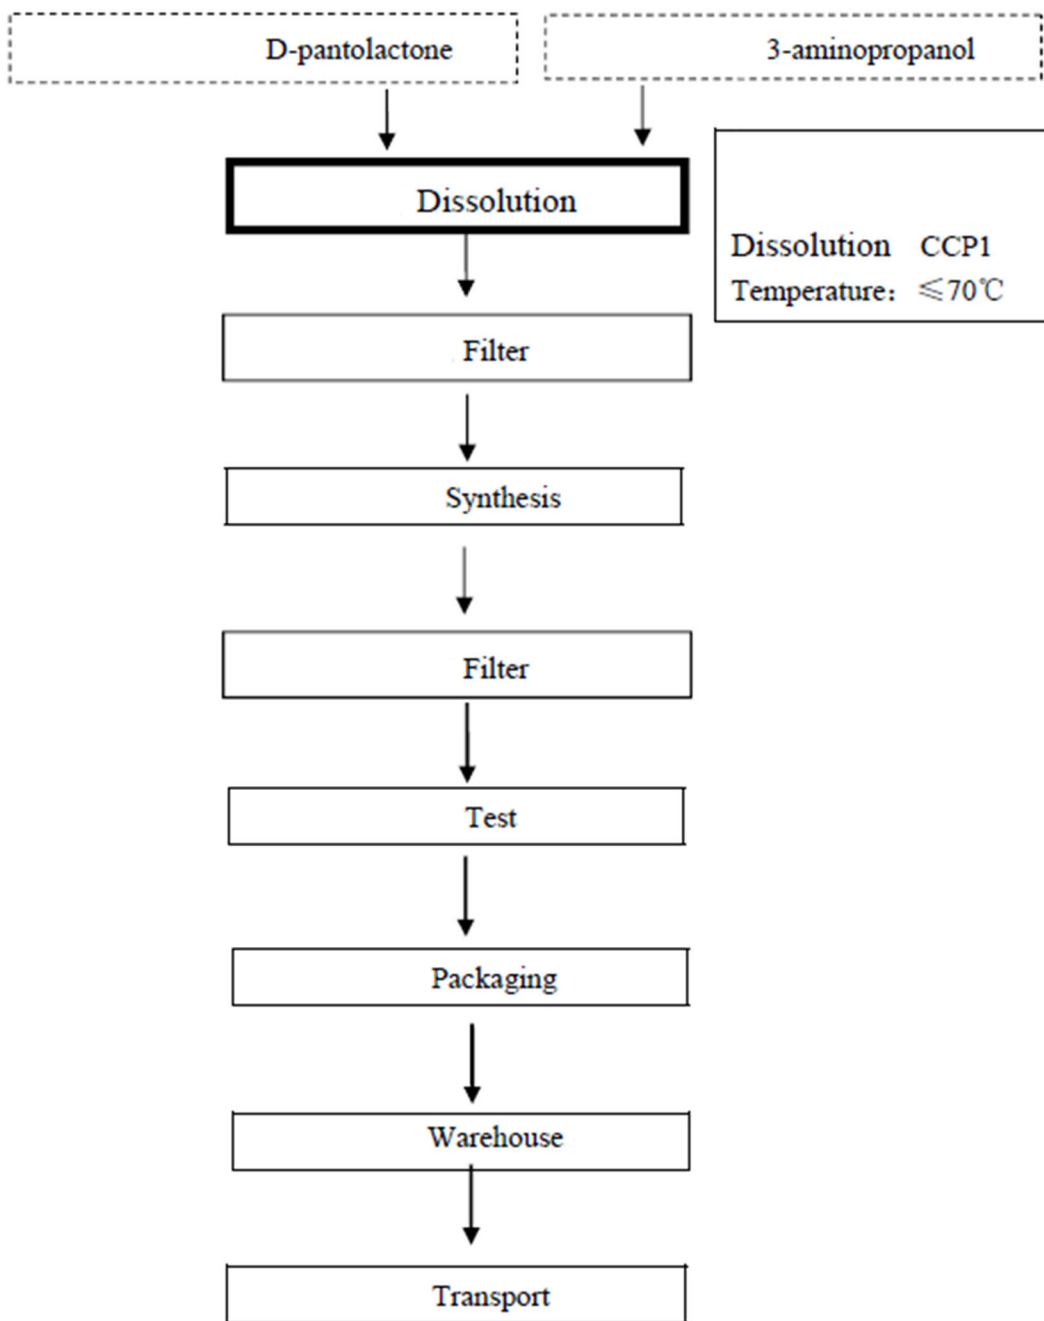 D-pantolactone
3-aminopropanol
Dissolution
Dissolution CCP1
Temperature：≤70℃
Filter
Synthesis
Filter
Test
Packaging
Warehouse
Transport